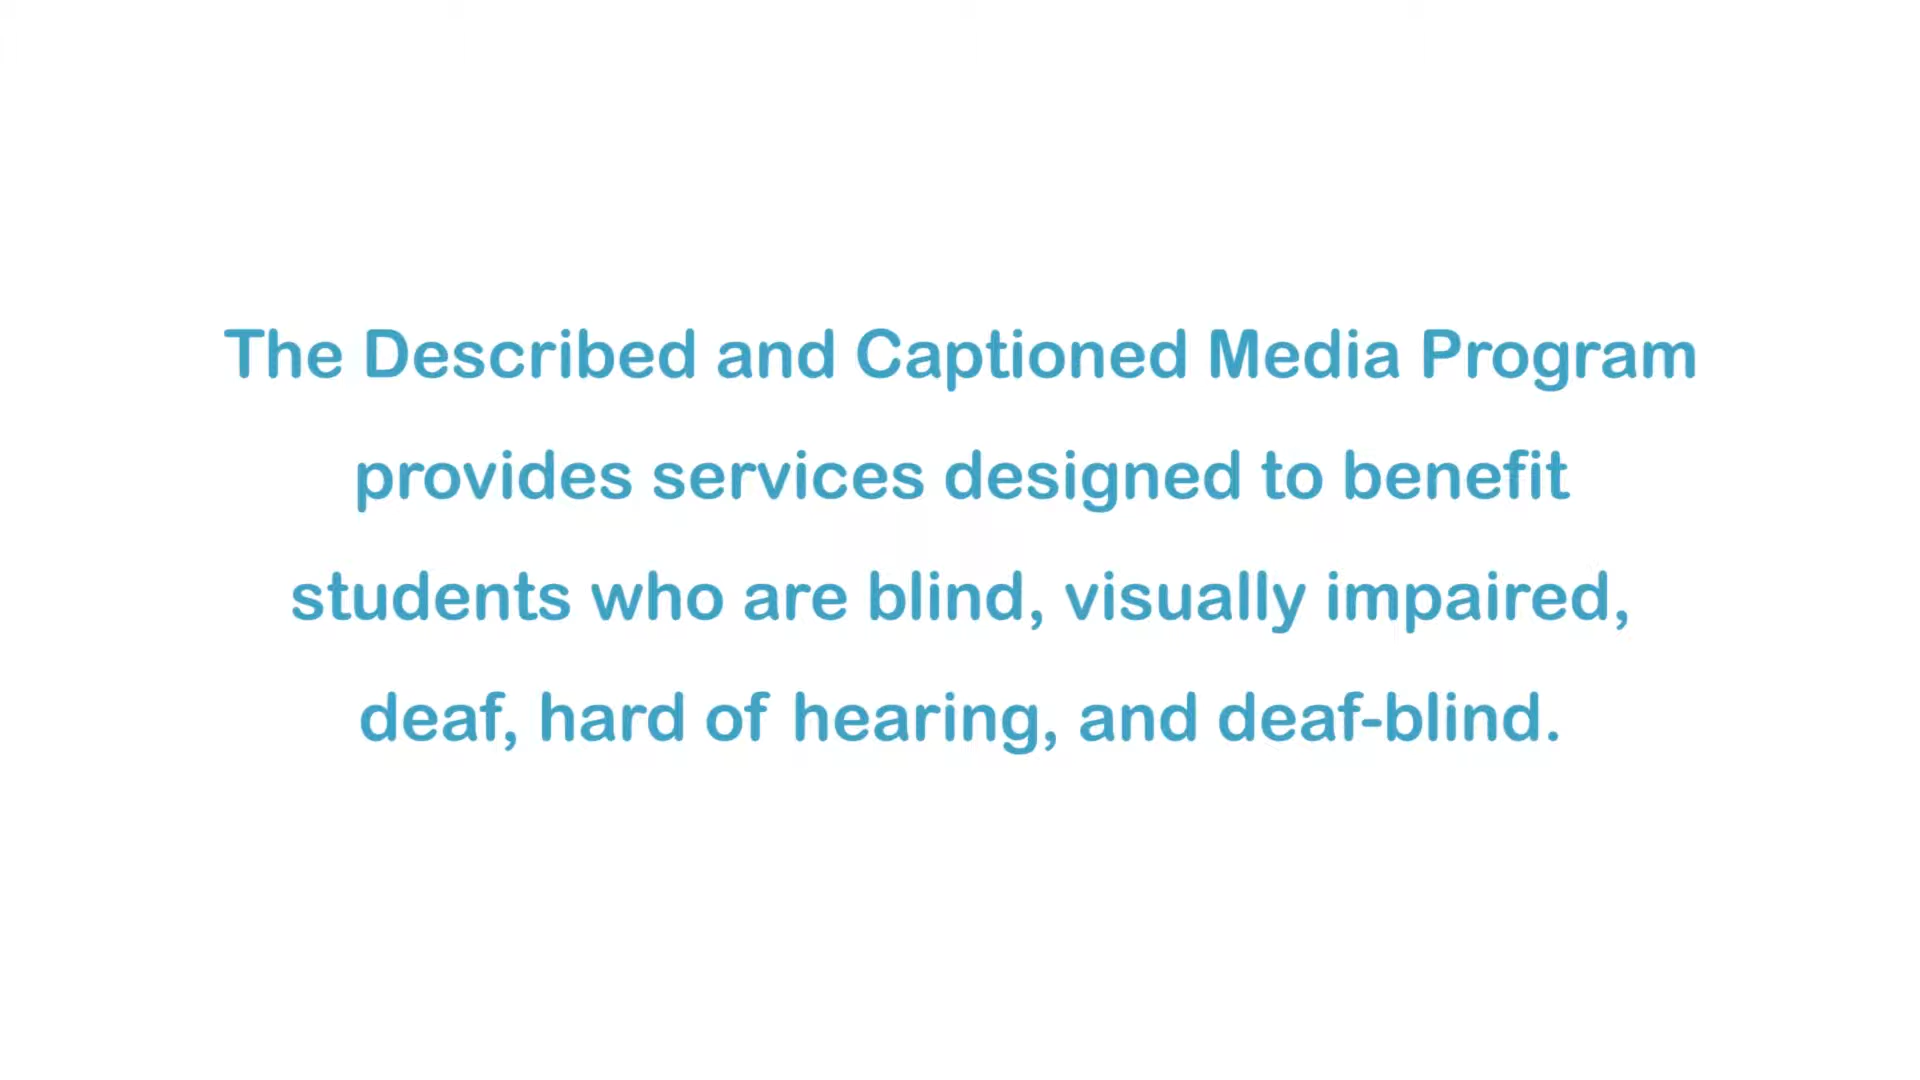 The Described and Captioned Media Program
provides services designed to benefit
students who are blind, visually impaired,
deaf, hard of hearing, and deaf-blind.